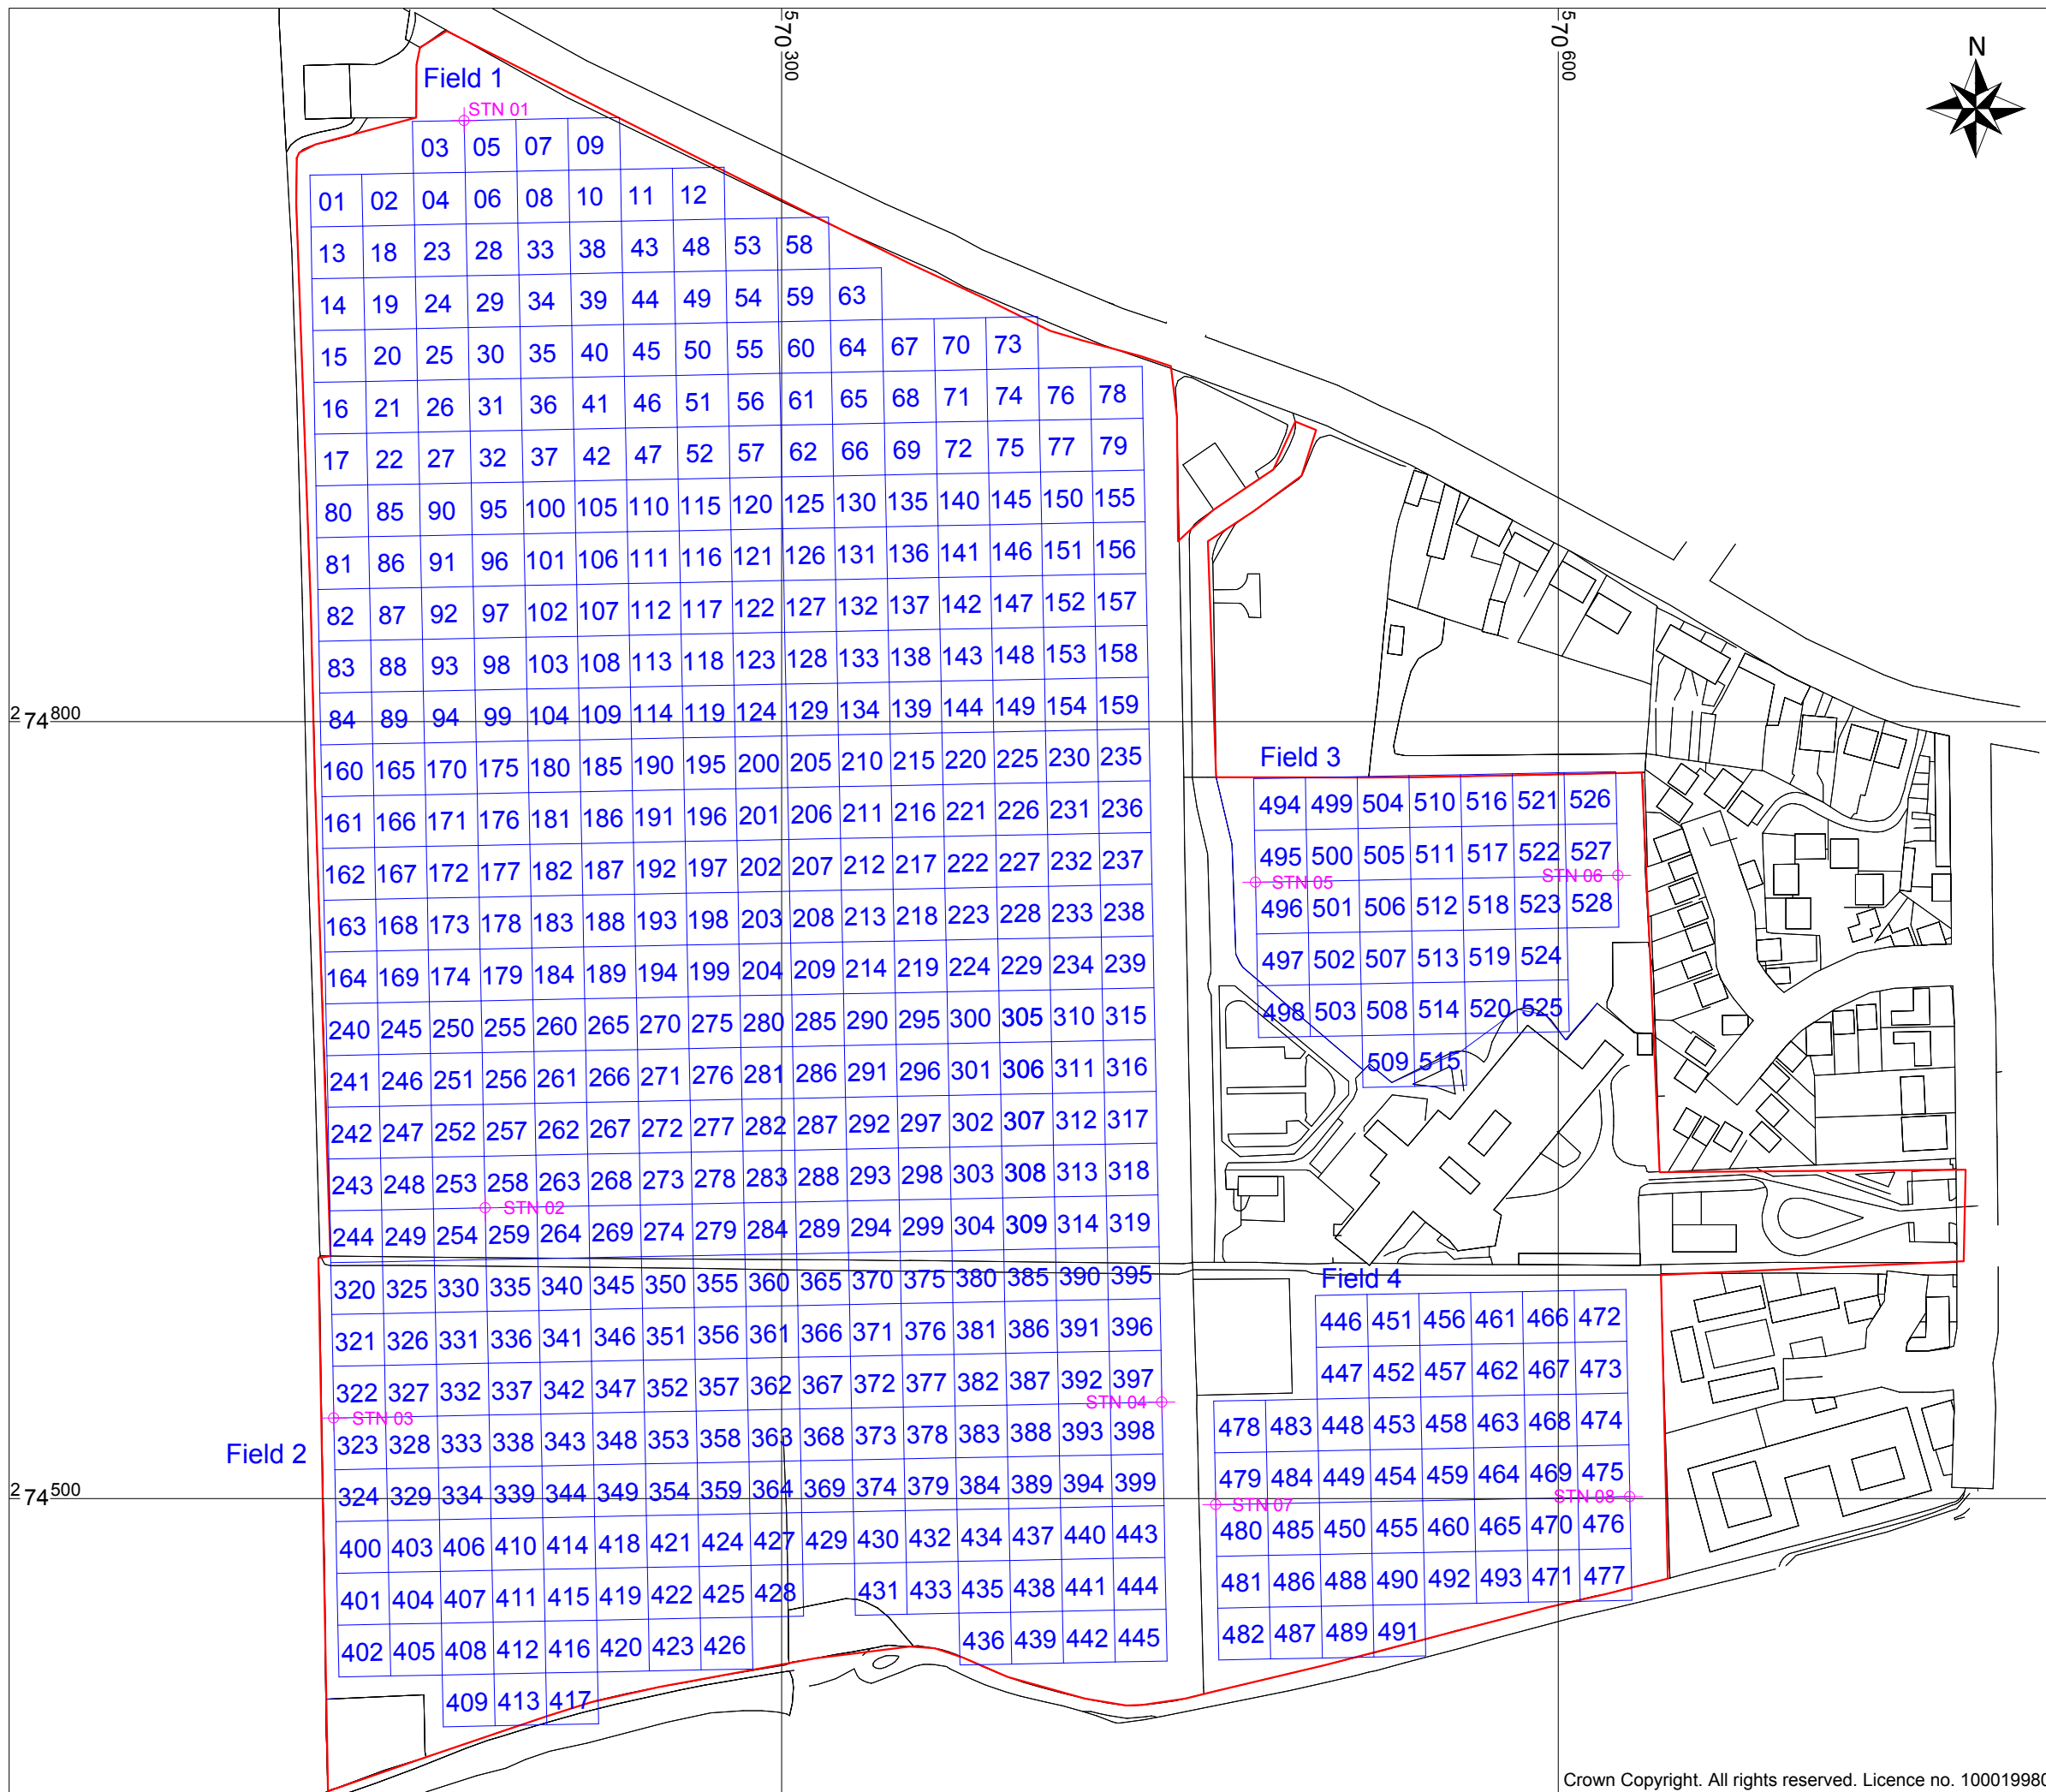 5 70 300
5 70 600
N
Field 1
STN 01
03 05 07 09
01 02 04 06 08 10 11 12
13 18 23 28 33 38 43 48 53 58
14 19 24 29 34 39 44 49 54 59 63
15 20 25 30 35 40 45 50 55 60 64 67 70 73
16 21 26 31 36 41 46 51 56 61 65 68 71 74 76 78
17 22 27 32 37 42 47 52 57 62 66 69 72 75 77 79
80 85 90 95 100 105 110 115 120 125 130 135 140 145 150 155
81 86 91 96 101 106 111 116 121 126 131 136 141 146 151 156
82 87 92 97 102 107 112 117 122 127 132 137 142 147 152 157
83 88 93 98 103 108 113 118 123 128 133 138 143 148 153 158
2 74 800
84 89 94 99 104 109 114 119 124 129 134 139 144 149 154 159
160 165 170 175 180 185 190 195 200 205 210 215 220 225 230 235
161 166 171 176 181 186 191 196 201 206 211 216 221 226 231 236
162 167 172 177 182 187 192 197 202 207 212 217 222 227 232 237
163 168 173 178 183 188 193 198 203 208 213 218 223 228 233 238
164 169 174 179 184 189 194 199 204 209 214 219 224 229 234 239
240 245 250 255 260 265 270 275 280 285 290 295 300 305 310 315
241 246 251 256 261 266 271 276 281 286 291 296 301 306 311 316
242 247 252 257 262 267 272 277 282 287 292 297 302 307 312 317
243 248 253 258 263 268 273 278 283 288 293 298 303 308 313 318
STN 02
244 249 254 259 264 269 274 279 284 289 294 299 304 309 314 319
Field 3
494 499 504 510 516 521 526
495 500 505 511 517 522 527
STN 05
STN 06
496 501 506 512 518 523 528
497 502 507 513 519 524
498 503 508 514 520 525
509 515
320 325 330 335 340 345 350 355 360 365 370 375 380 385 390 395
321 326 331 336 341 346 351 356 361 366 371 376 381 386 391 396
322 327 332 337 342 347 352 357 362 367 372 377 382 387 392 397
STN 03
STN 04
323 328 333 338 343 348 353 358 363 368 373 378 383 388 393 398
Field 2
2 74 500
324 329 334 339 344 349 354 359 364 369 374 379 384 389 394 399
400 403 406 410 414 418 421 424 427 429 430 432 434 437 440 443
401 404 407 411 415 419 422 425 428 431 433 435 438 441 444
402 405 408 412 416 420 423 426 436 439 442 445
409 413 417
Field 4
446 451 456 461 466 472
447 452 457 462 467 473
478 483 448 453 458 463 468 474
479 484 449 454 459 464 469 475
STN 07
STN 08
480 485 450 455 460 465 470 476
481 486 488 490 492 493 471 477
482 487 489 491
Crown Copyright. All rights reserved. Licence no. 100019980